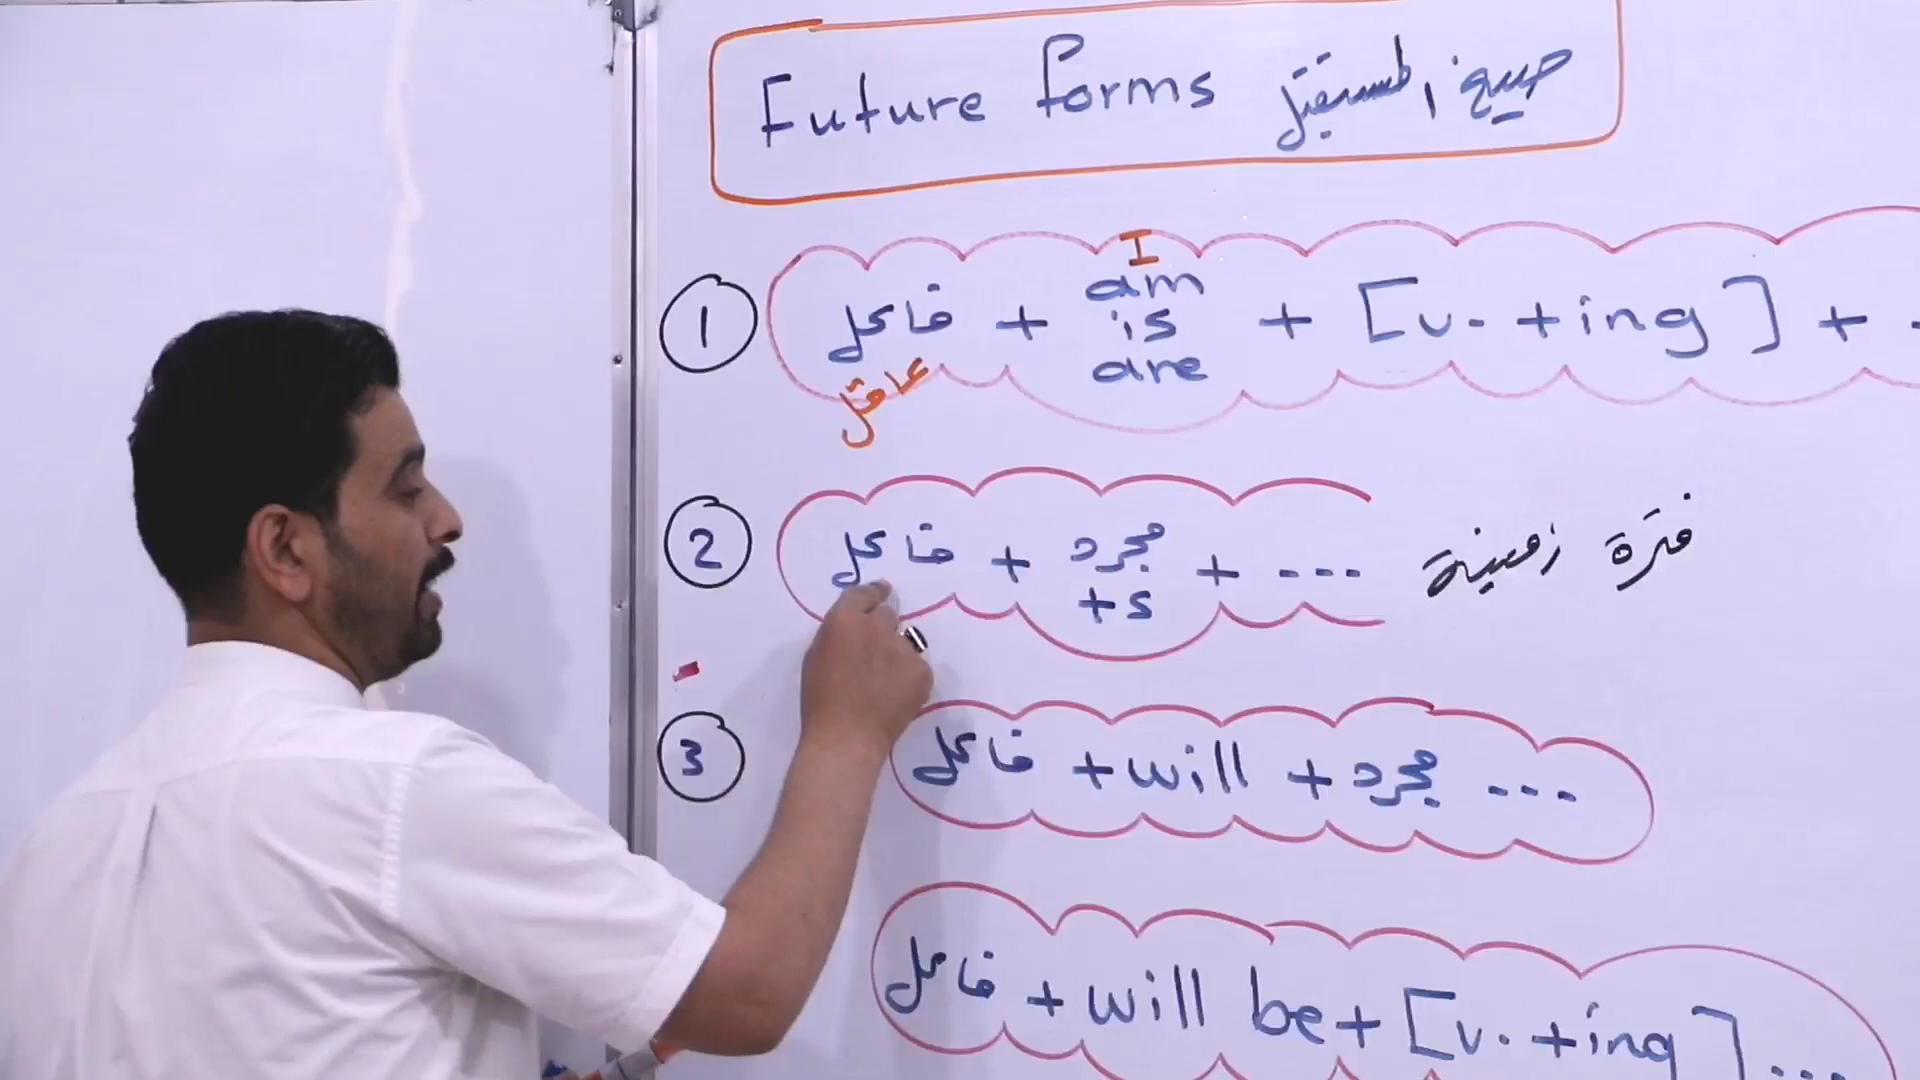 Future forms صيغ المستقبل
I
1 فاعل + am is are + [v. + ing] +
عاقل
2 فاعل + مجرد + ... فترة زمنية
+s
3 فاعل + will + مجرد ...
فاعل + will be + [v. + ing] ...